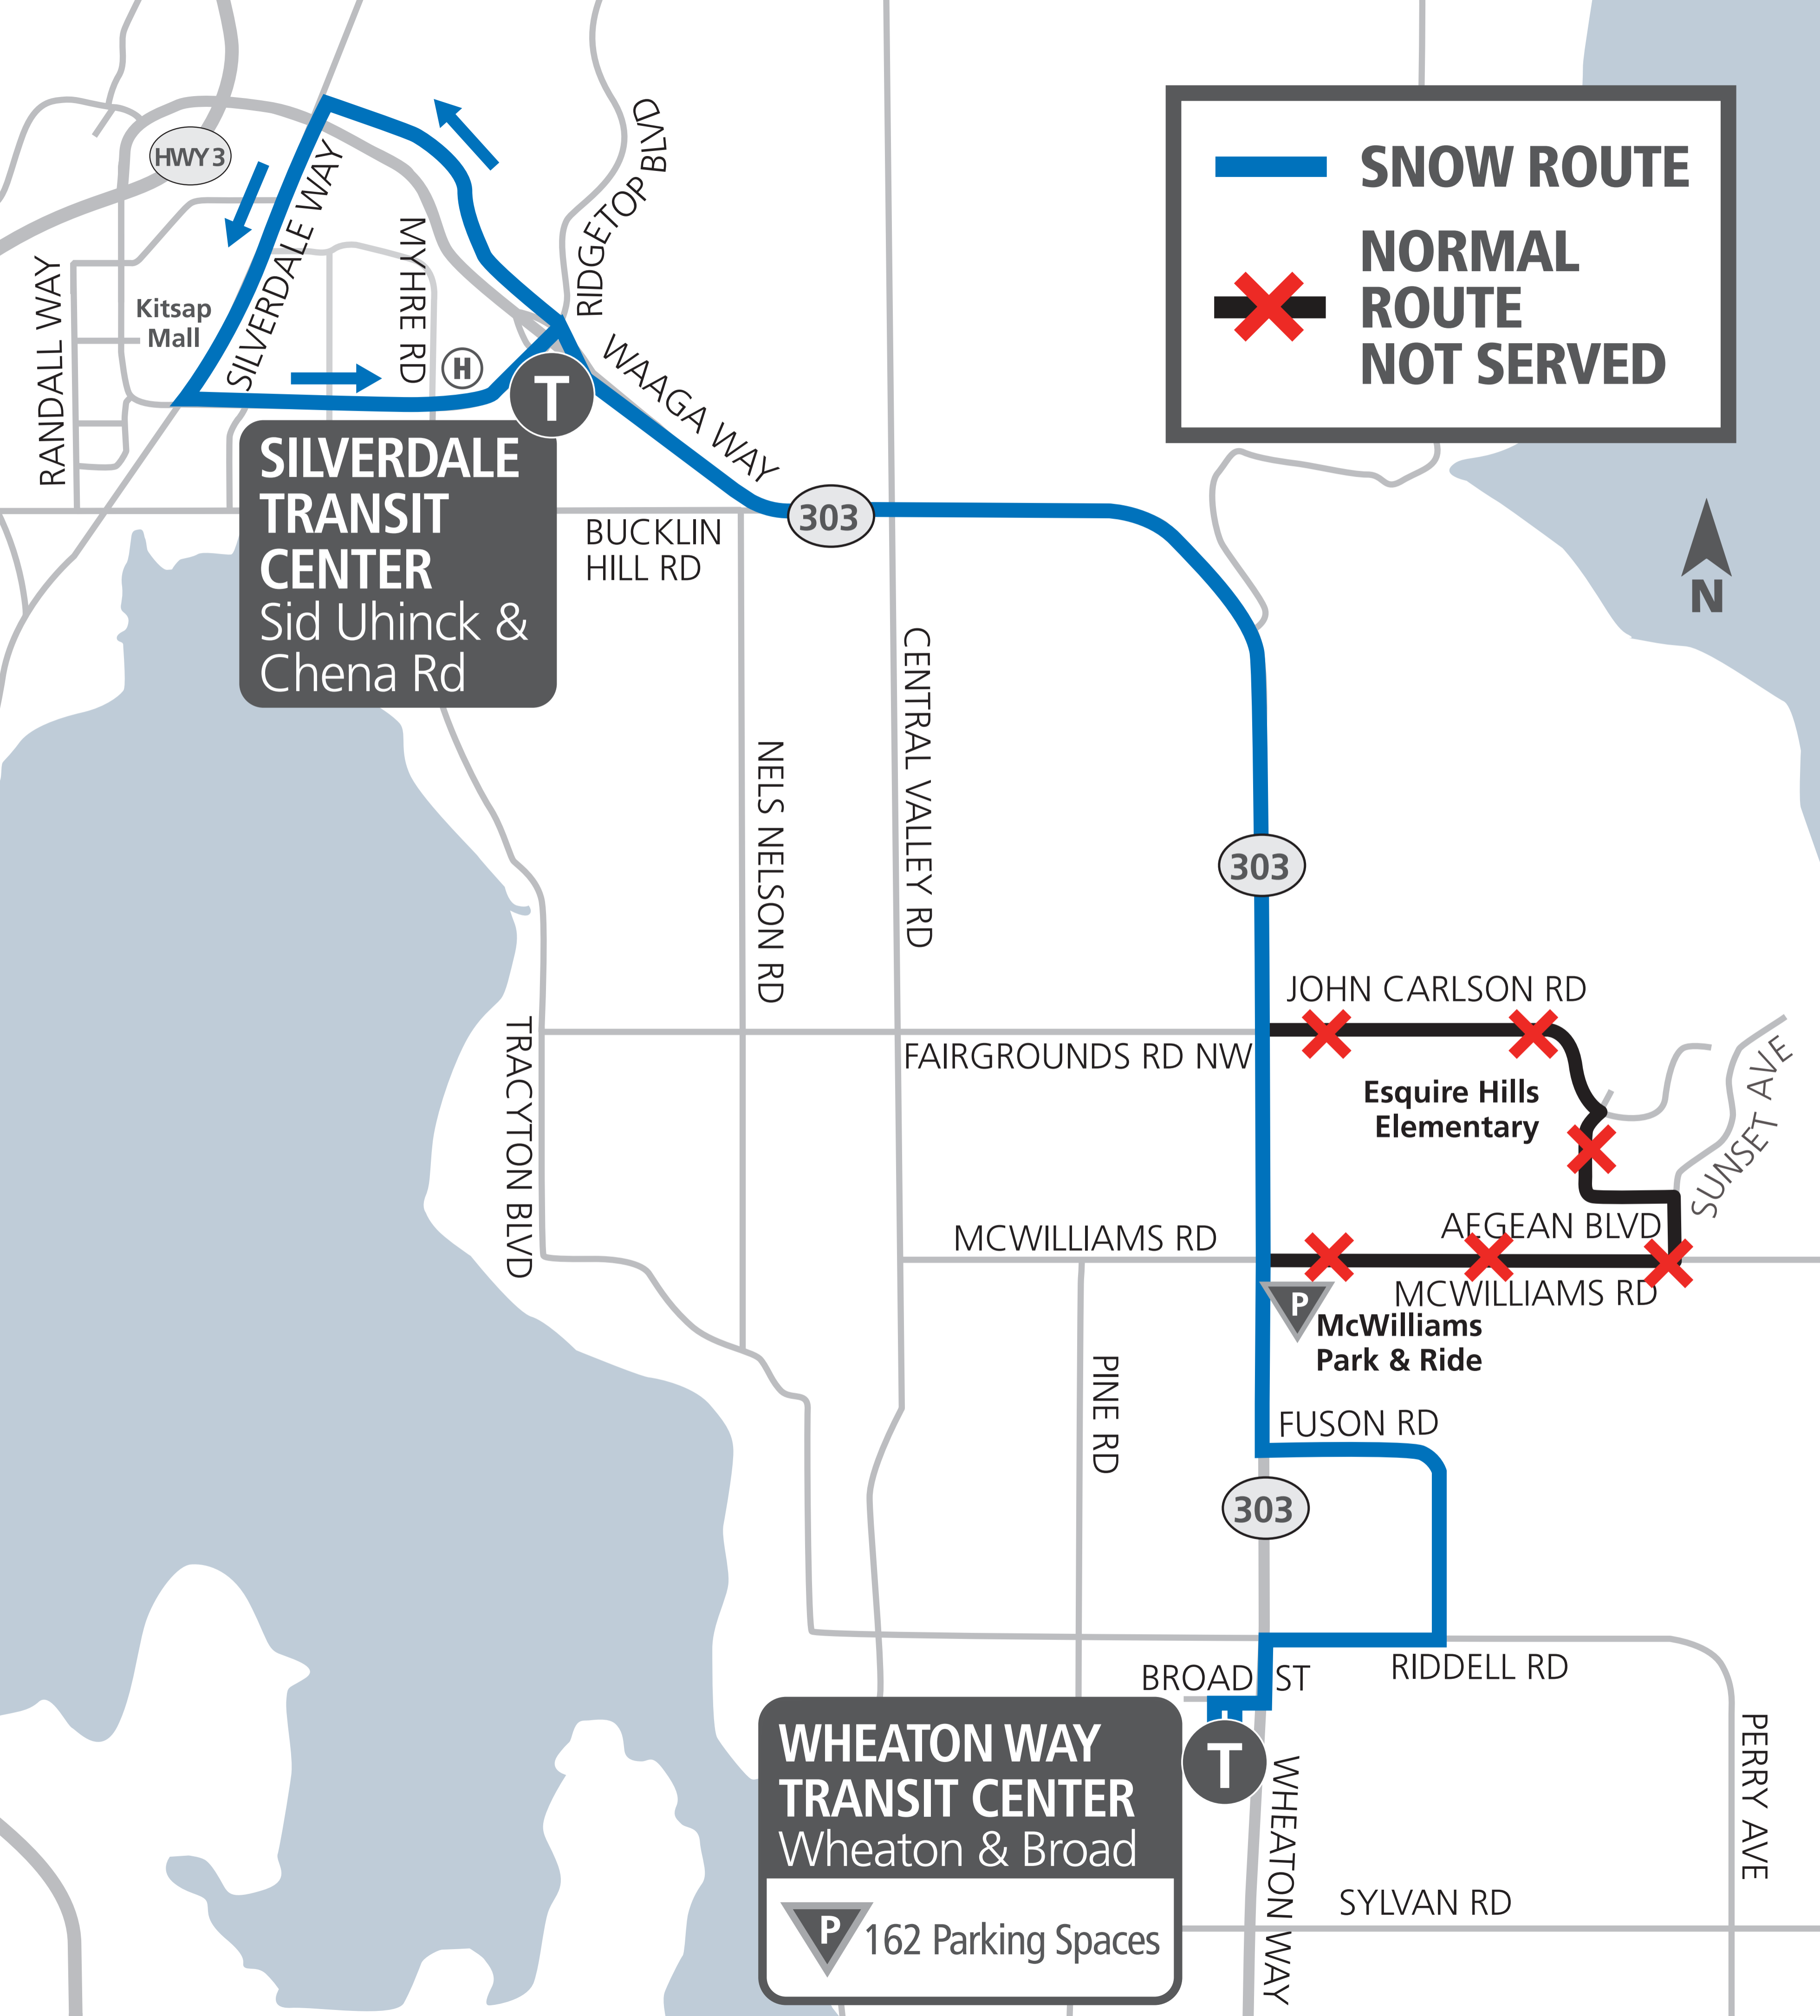 RIDGETOP BLVD
HWY 3
SNOW ROUTE
NORMAL
ROUTE
NOT SERVED
SILVERDALE WAY
MYHRE RD
RANDALL WAY
Kitsap
Mall
H
T
WAAGA WAY
SILVERDALE
TRANSIT
CENTER
Sid Uhinck &
Chena Rd
303
BUCKLIN
HILL RD
N
CENTRAL VALLEY RD
NELS NELSON RD
303
JOHN CARLSON RD
TRACYTON BLVD
FAIRGROUNDS RD NW
SUNSET AVE
Esquire Hills
Elementary
MCWILLIAMS RD
AEGEAN BLVD
MCWILLIAMS RD
P
McWilliams
Park & Ride
PINE RD
FUSON RD
303
BROAD ST
RIDDELL RD
WHEATON WAY
TRANSIT CENTER
Wheaton & Broad
T
P
162 Parking Spaces
WHEATON WAY
PERRY AVE
SYLVAN RD